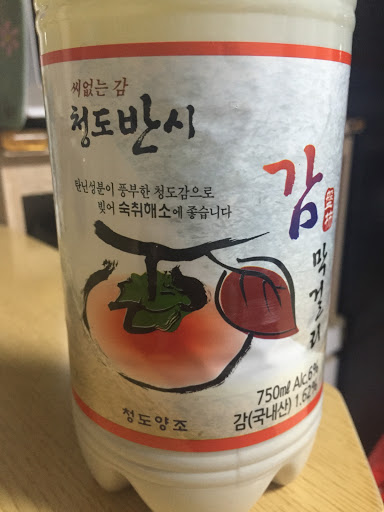 씨없는 감
청도반시
탄닌성분이 풍부한 청도감으로
빚어 숙취해소에 좋습니다
감
막걸리
750ml Alc.6%
감(국내산) 1.62%
청도양조